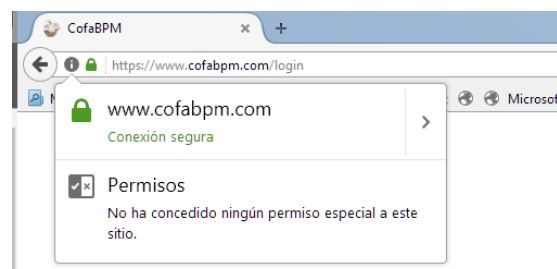 CofaBPM
https://www.cofabpm.com/login
Microsof
www.cofabpm.com
Conexión segura
Permisos
No ha concedido ningún permiso especial a este
sitio.